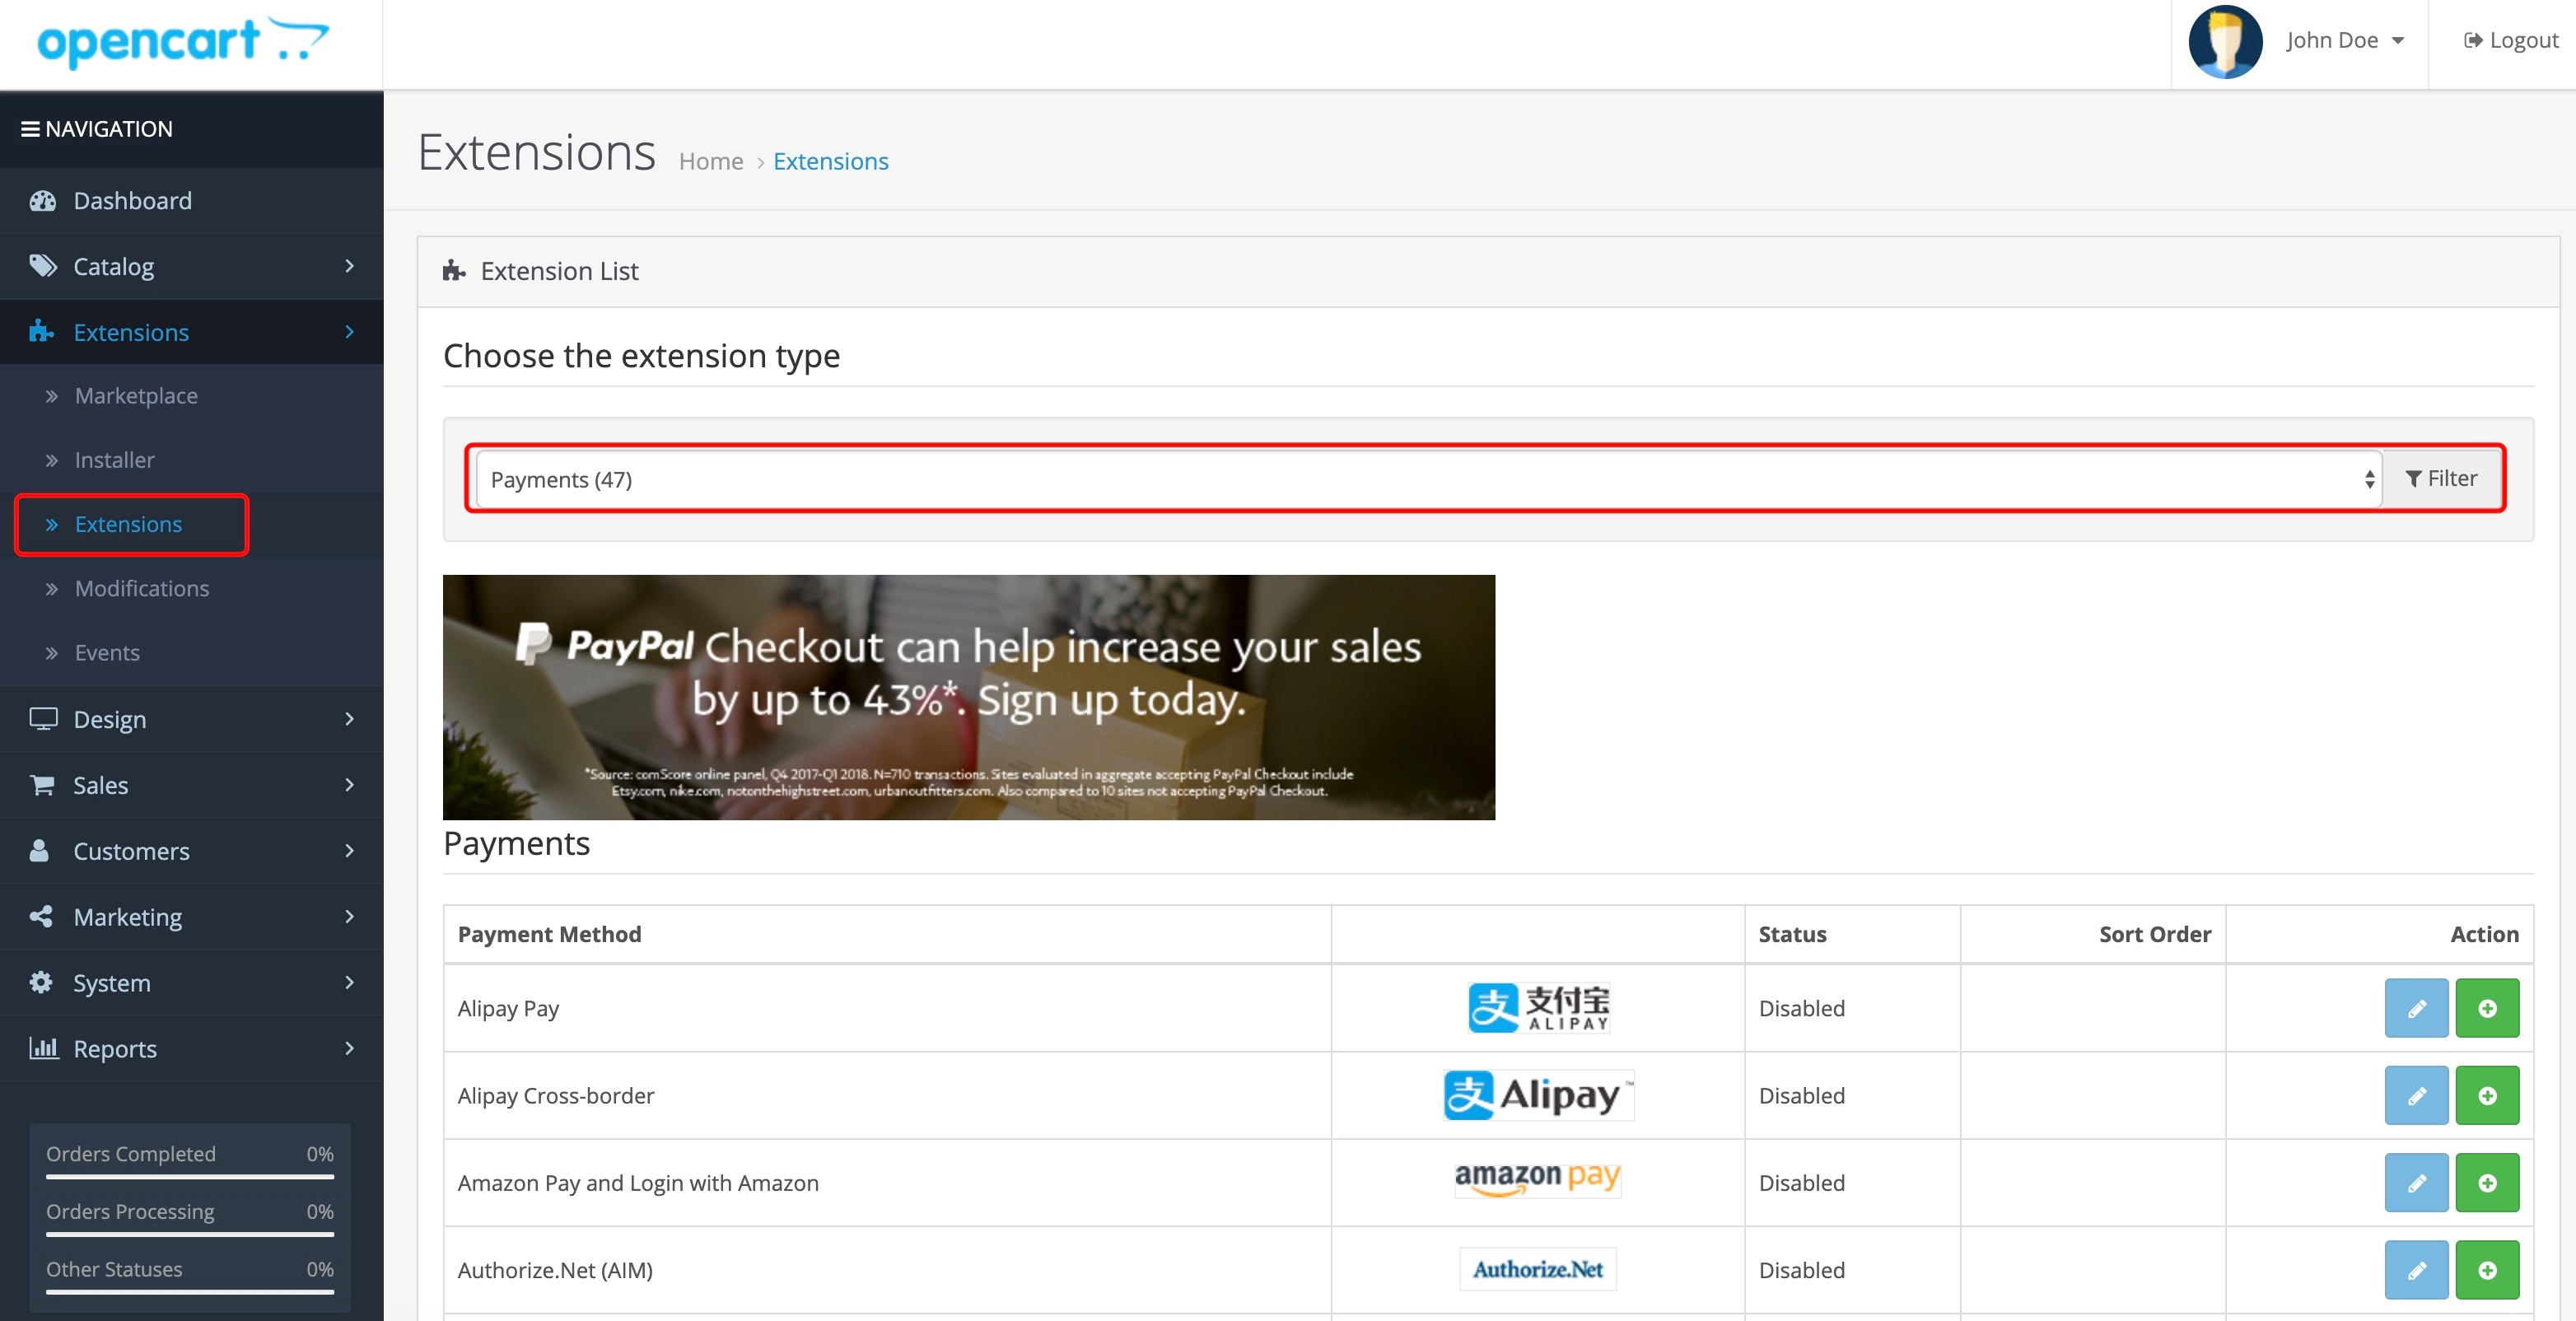 opencart
John Doe
Logout
NAVIGATION
Dashboard
Catalog
Extensions
Marketplace
Installer
Extensions
Modifications
Events
Design
Sales
Customers
Marketing
System
Reports
Orders Completed 0%
Orders Processing 0%
Other Statuses 0%
Extensions Home Extensions
Extension List
Choose the extension type
Payments (47) Filter
PayPal Checkout can help increase your sales
by up to 43%*. Sign up today.
*Source: comScore online panel, Q4 2017-Q1 2018. N=710 transactions. Sites evaluated in aggregate accepting PayPal Checkout include
Etsy.com, nike.com, notonthehighstreet.com, urbanoutfitters.com. Also compared to 10 sites not accepting PayPal Checkout.
Payments
Payment Method Status Sort Order Action
Alipay Pay 支 支付宝 ALIPAY Disabled
Alipay Cross-border 支 Alipay™ Disabled
Amazon Pay and Login with Amazon amazon pay Disabled
Authorize.Net (AIM) Authorize.Net Disabled